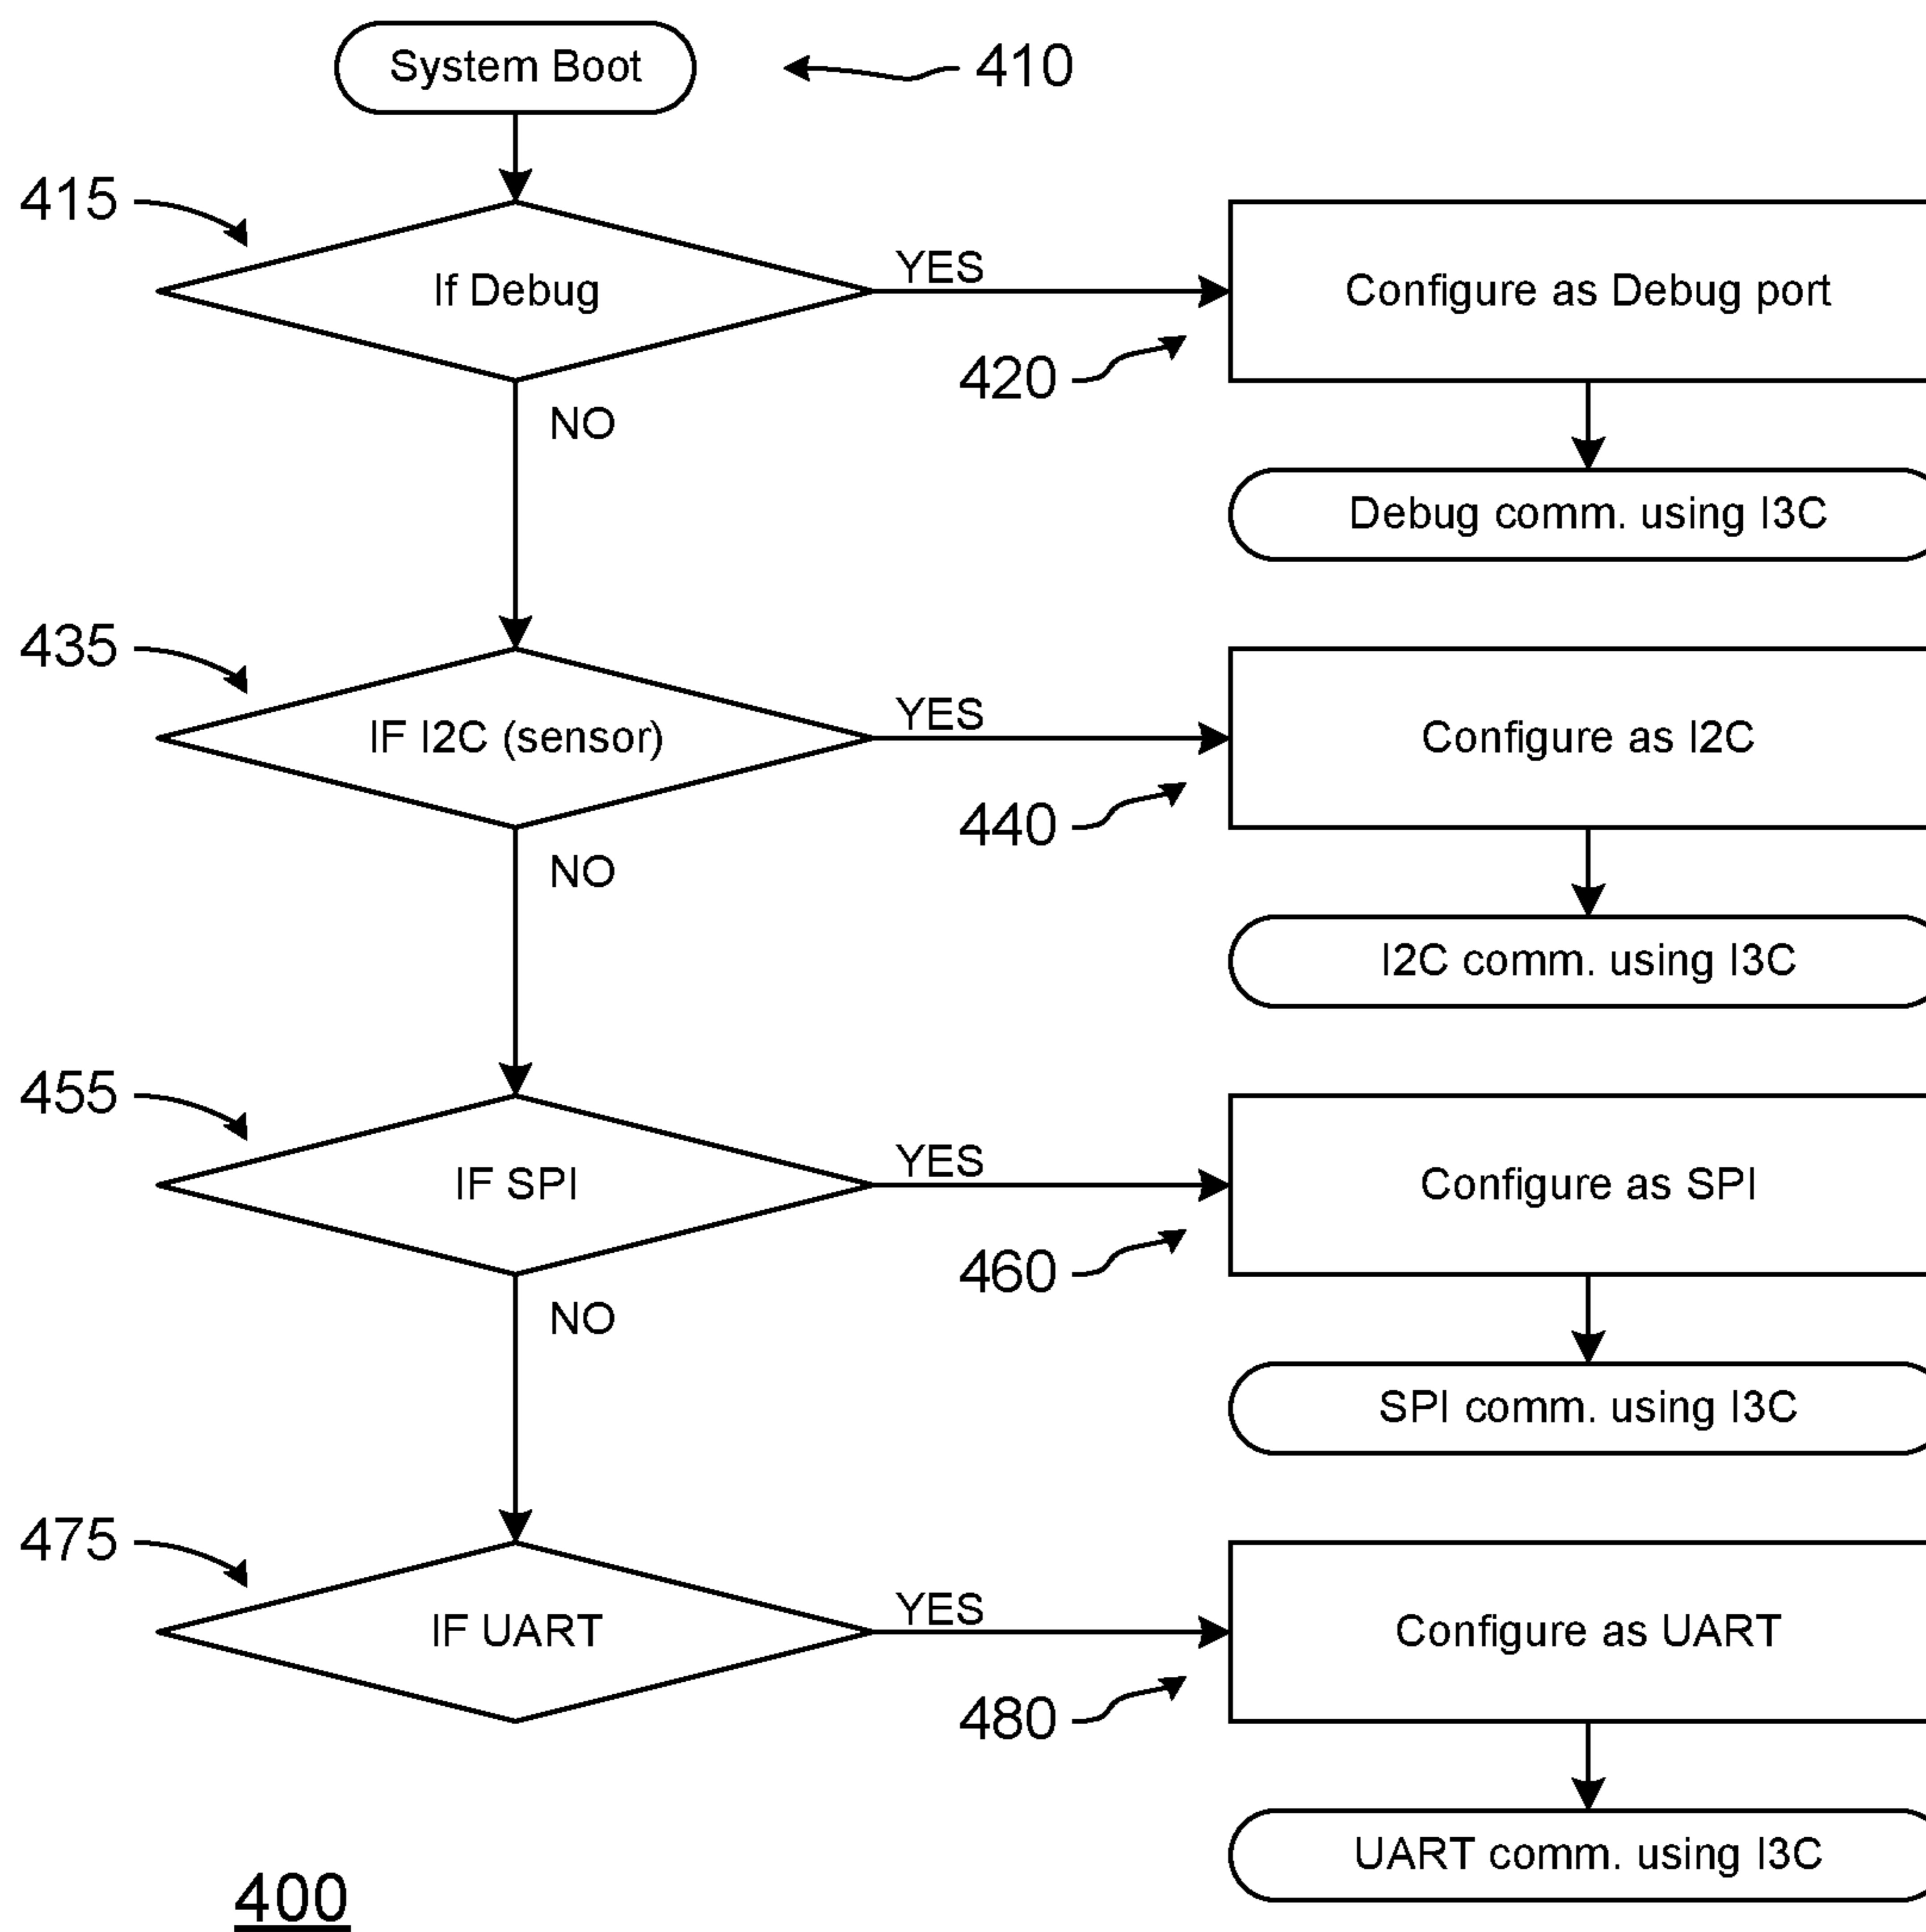 System Boot
410
415
If Debug
YES
Configure as Debug port
420
NO
Debug comm. using I3C
435
IF I2C (sensor)
YES
Configure as I2C
440
NO
I2C comm. using I3C
455
IF SPI
YES
Configure as SPI
460
NO
SPI comm. using I3C
475
IF UART
YES
Configure as UART
480
UART comm. using I3C
400